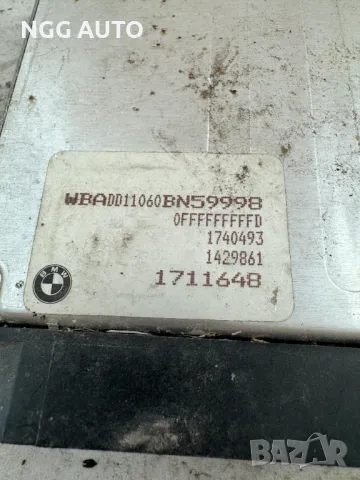 NGG AUTO
WBADD11060BN59998
0FFFFFFFFFD
1740493
1429861
1711648
BMW
BAZAR